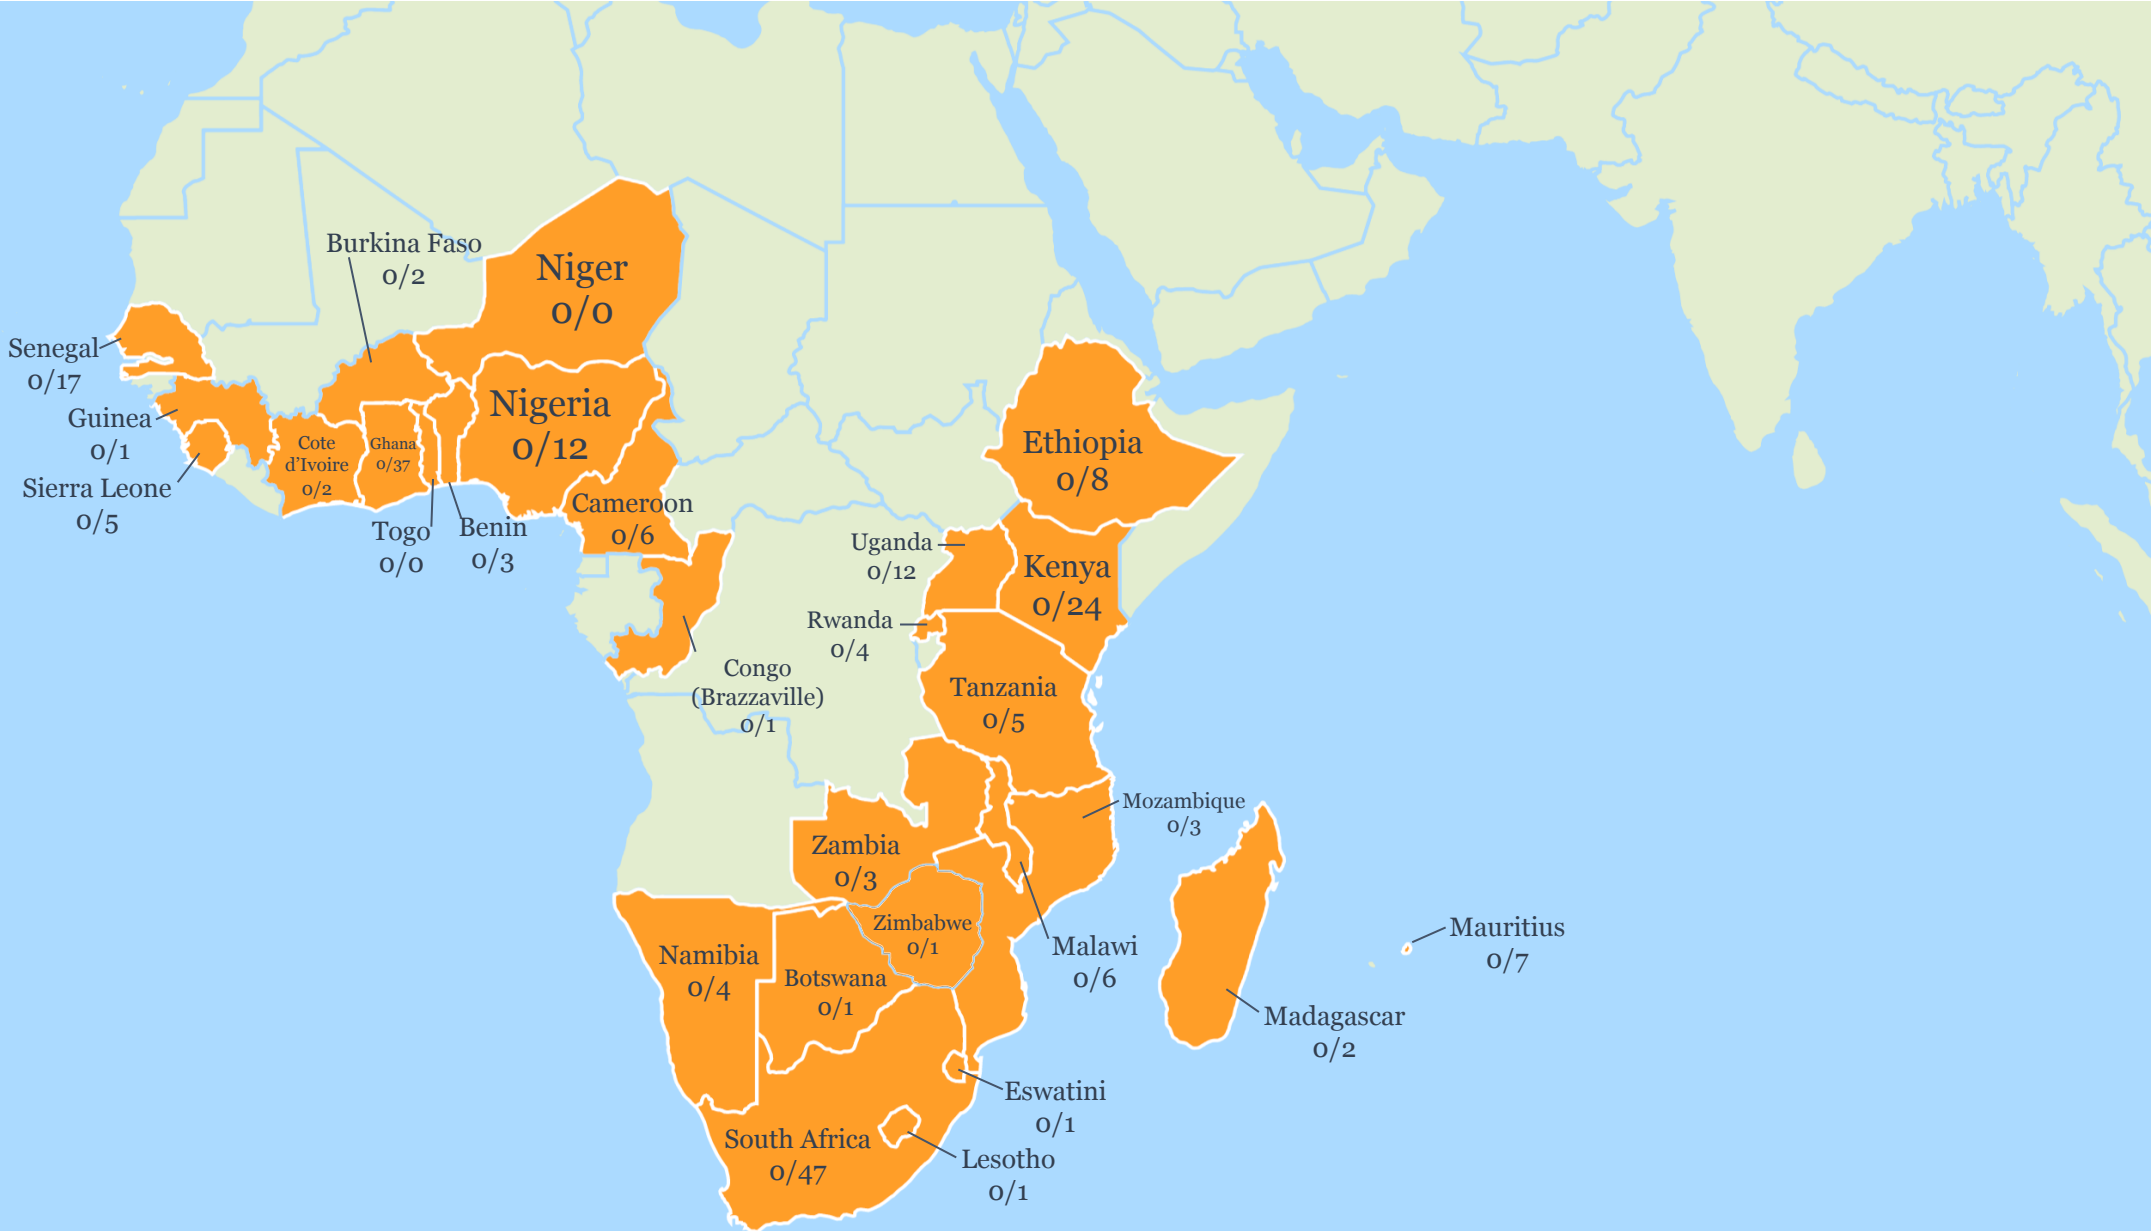 Burkina Faso
0/2
Niger
0/0
Senegal
0/17
Guinea
0/1
Sierra Leone
0/5
Cote
d'Ivoire
0/2
Ghana
0/37
Togo
0/0
Benin
0/3
Nigeria
0/12
Cameroon
0/6
Congo
(Brazzaville)
0/1
Ethiopia
0/8
Uganda
0/12
Kenya
0/24
Rwanda
0/4
Tanzania
0/5
Mozambique
0/3
Zambia
0/3
Zimbabwe
0/1
Malawi
0/6
Namibia
0/4
Botswana
0/1
Mauritius
0/7
Madagascar
0/2
Eswatini
0/1
South Africa
0/47
Lesotho
0/1